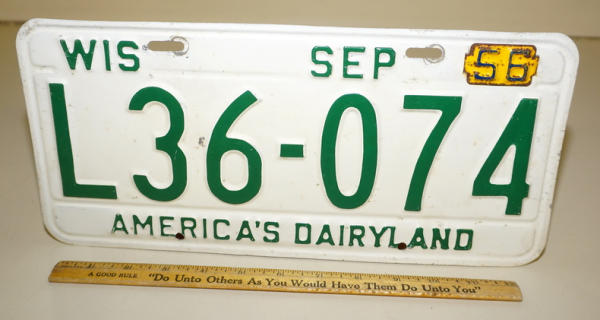 WIS SEP 56
L36-074
AMERICA'S DAIRYLAND
A GOOD RULE "Do Unto Others As You Would Have Them Do Unto You"